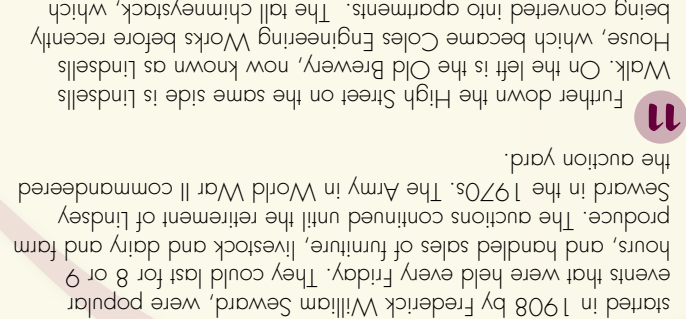 started in 1908 by Frederick William Seward, were popular
events that were held every Friday. They could last for 8 or 9
hours, and handled sales of furniture, livestock and dairy and farm
produce. The auctions continued until the retirement of Lindsey
Seward in the 1970s. The Army in World War II commandeered
the auction yard.
11
Further down the High Street on the same side is Lindsells
Walk. On the left is the Old Brewery, now known as Lindsells
House, which became Coles Engineering Works before recently
being converted into apartments. The tall chimneystack, which